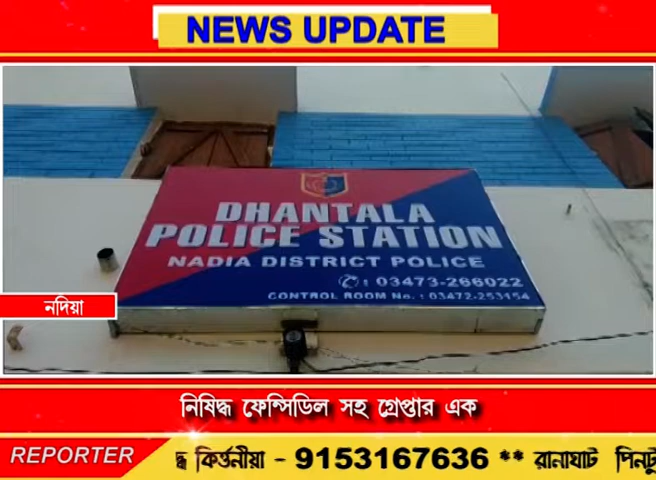 NEWS UPDATE
DHANTALA
POLICE STATION
NADIA DISTRICT POLICE
: 03473-266022
CONTROL ROOM No. : 03472-253154
নদিয়া
নিষিদ্ধ ফেন্সিডিল সহ গ্রেপ্তার এক
REPORTER
কির্ত্তনীয়া - 9153167636 ** রানাঘাট পিনটু